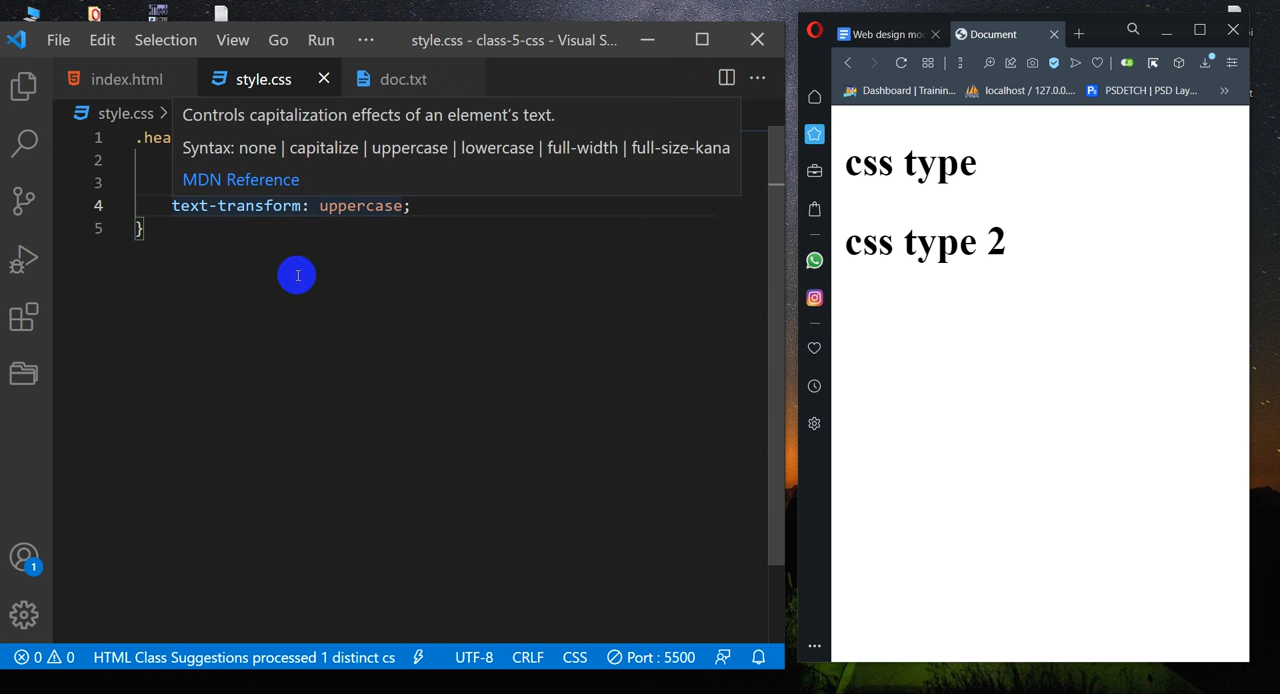 File Edit Selection View Go Run ··· style.css - class-5-css - Visual S...
index.html style.css doc.txt
style.css
Controls capitalization effects of an element's text.
Syntax: none | capitalize | uppercase | lowercase | full-width | full-size-kana
MDN Reference
1 .hea
2
3
4 text-transform: uppercase;
5 }
1
0 0 HTML Class Suggestions processed 1 distinct cs UTF-8 CRLF CSS Port : 5500
Web design mo Document
Dashboard | Trainin... localhost / 127.0.0.... Ps PSDETCH | PSD Lay... »
css type
css type 2